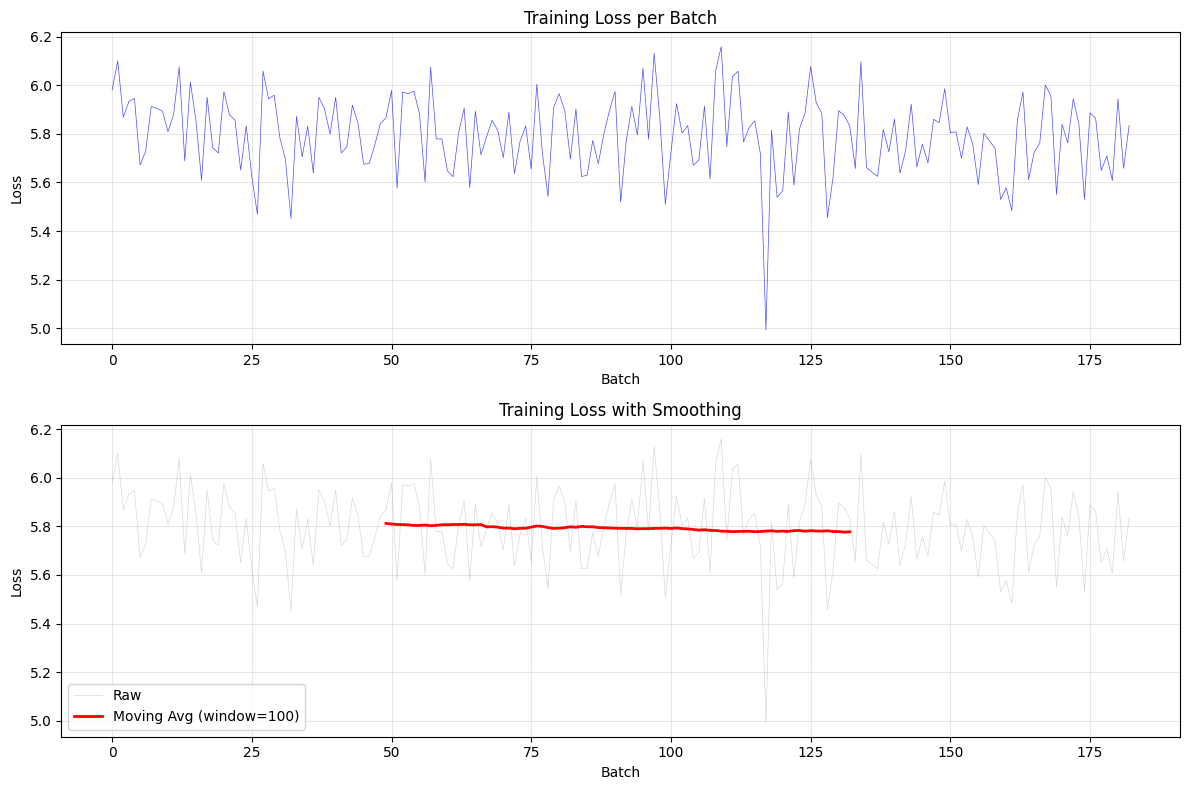 Training Loss per Batch
6.2
6.0
5.8
5.6
5.4
5.2
5.0
Loss
0 25 50 75 100 125 150 175
Batch
Training Loss with Smoothing
6.2
6.0
5.8
5.6
5.4
5.2
5.0
Loss
Raw
Moving Avg (window=100)
0 25 50 75 100 125 150 175
Batch